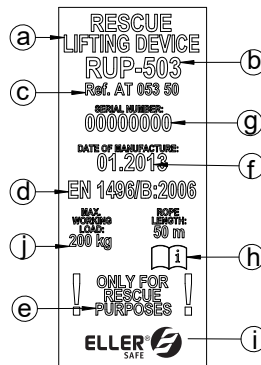 a
RESCUE
LIFTING DEVICE
RUP-503
b
c
Ref. AT 053 50
SERIAL NUMBER:
00000000
g
DATE OF MANUFACTURE:
01.2013
f
d
EN 1496/B:2006
MAX.
WORKING
LOAD:
200 kg
j
ROPE
LENGTH:
50 m
i
h
! ONLY FOR !
RESCUE
PURPOSES
e
ELLER®
SAFE
i